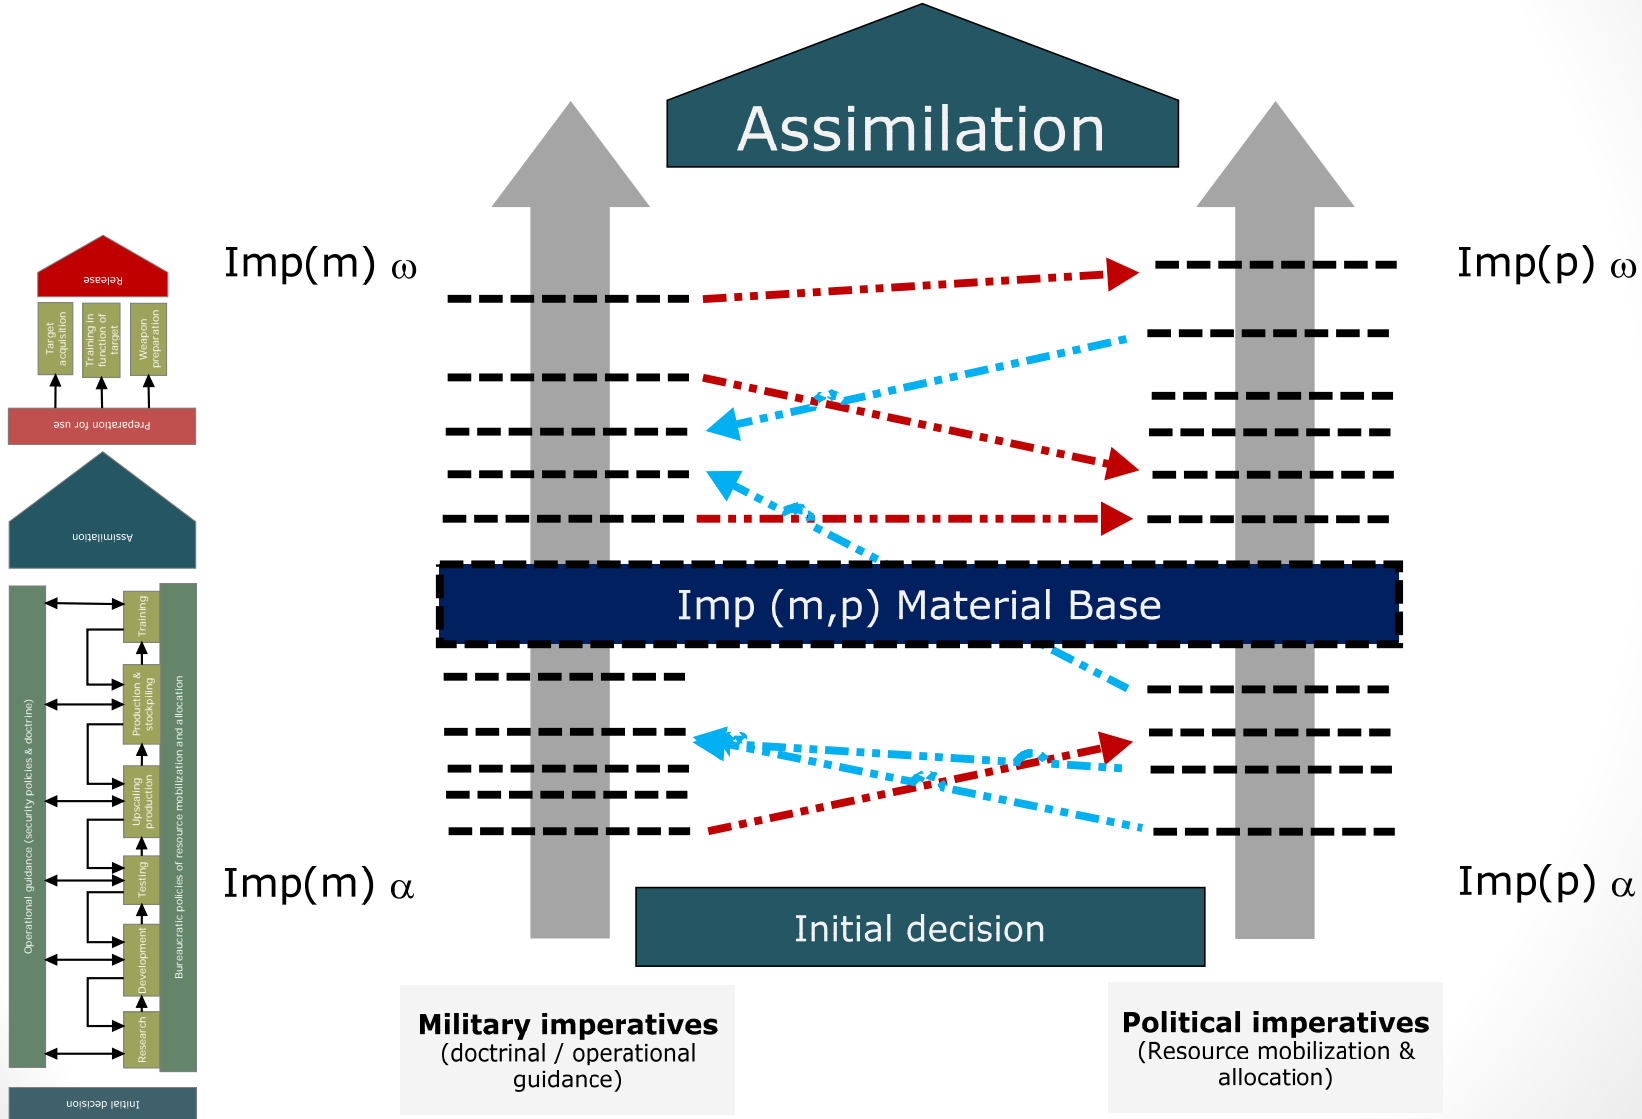 Assimilation
Imp(m) ω
Imp(p) ω
Imp (m,p) Material Base
Imp(m) α
Imp(p) α
Initial decision
Military imperatives
(doctrinal / operational
guidance)
Political imperatives
(Resource mobilization &
allocation)
Release
Target
acquisition
Training in
function of
target
Weapon
preparation
Preparation for use
Assimilation
Operational guidance (security policies & doctrine)
Training
Production &
stockpiling
Upscaling
production
Testing
Development
Research
Bureaucratic policies of resource mobilization and allocation
Initial decision